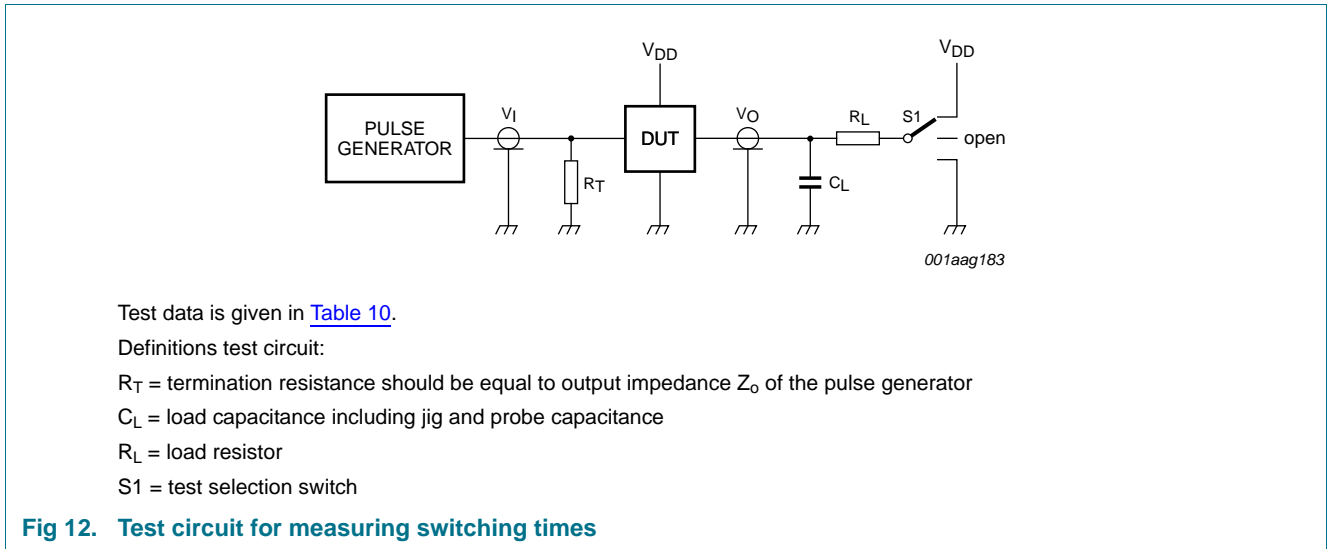 VDD
VDD
PULSE
GENERATOR
VI
RT
DUT
VO
CL
RL
S1
open
001aag183
Test data is given in Table 10.
Definitions test circuit:
RT = termination resistance should be equal to output impedance Zo of the pulse generator
CL = load capacitance including jig and probe capacitance
RL = load resistor
S1 = test selection switch
Fig 12. Test circuit for measuring switching times